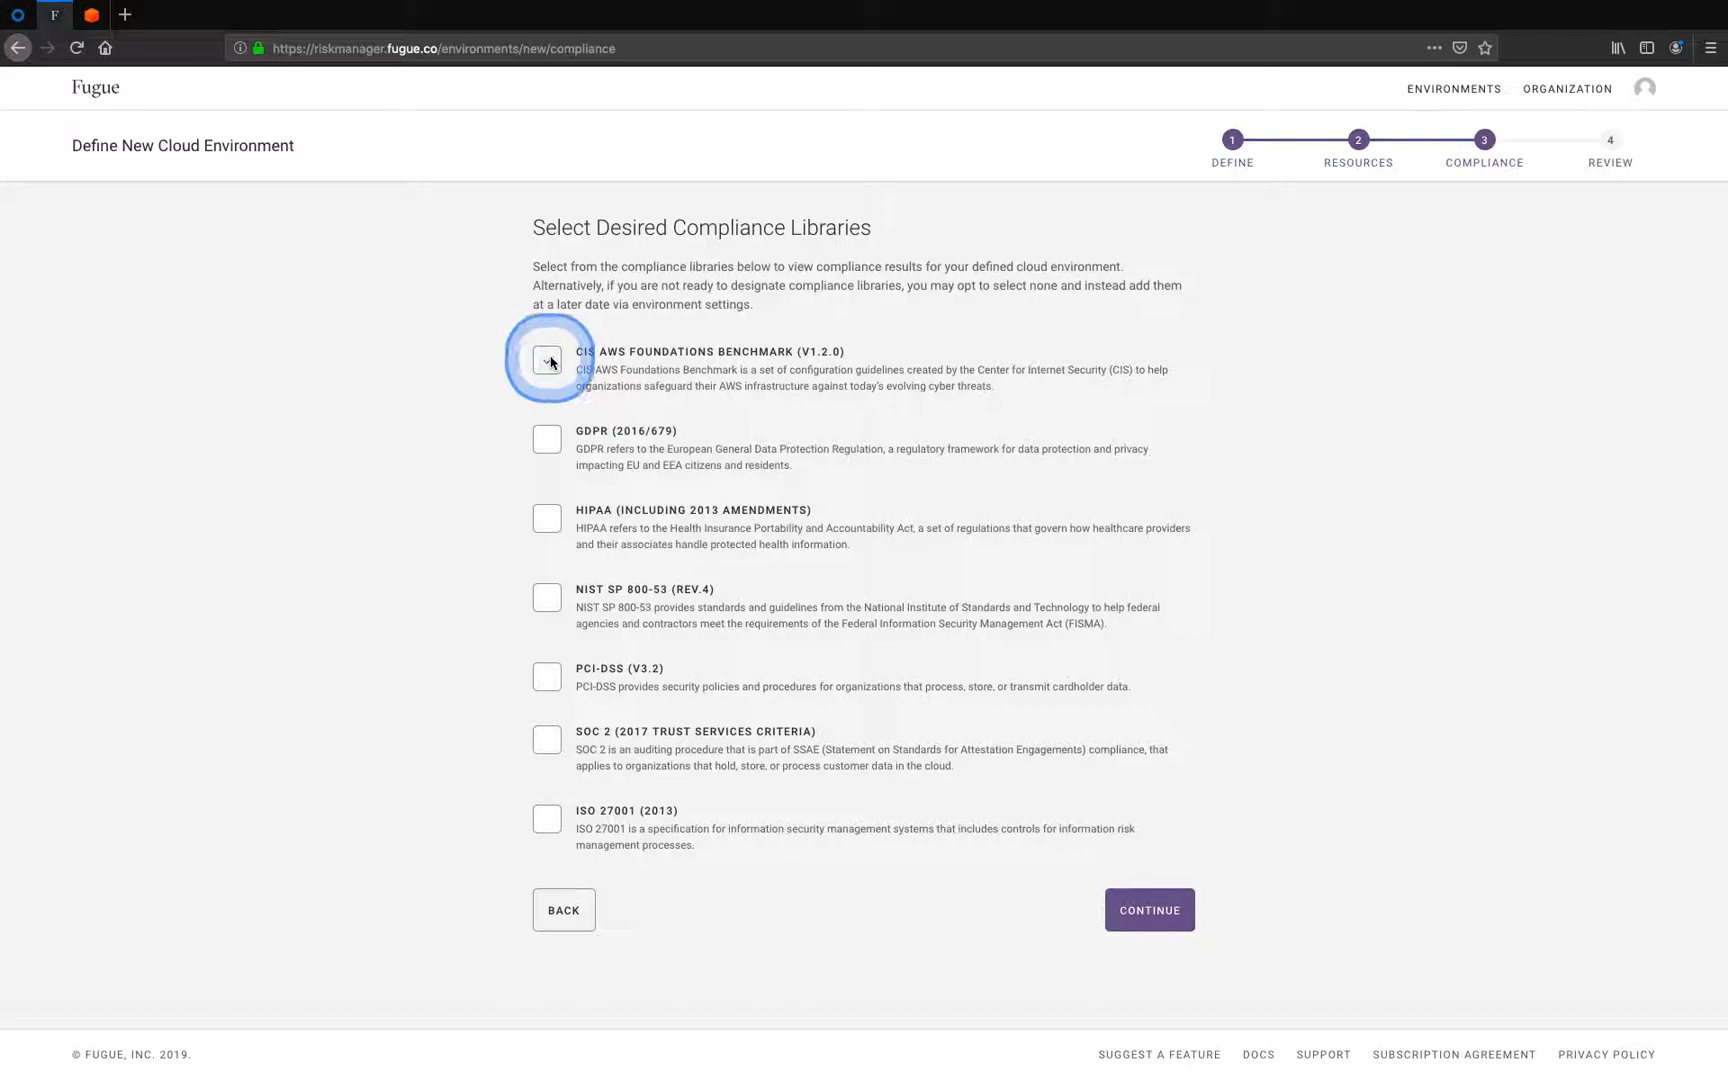 F
https://riskmanager.fugue.co/environments/new/compliance
Fugue
ENVIRONMENTS
ORGANIZATION
Define New Cloud Environment
1
2
3
4
DEFINE
RESOURCES
COMPLIANCE
REVIEW
Select Desired Compliance Libraries
Select from the compliance libraries below to view compliance results for your defined cloud environment.
Alternatively, if you are not ready to designate compliance libraries, you may opt to select none and instead add them
at a later date via environment settings.
CIS AWS FOUNDATIONS BENCHMARK (V1.2.0)
CIS AWS Foundations Benchmark is a set of configuration guidelines created by the Center for Internet Security (CIS) to help
organizations safeguard their AWS infrastructure against today's evolving cyber threats.
GDPR (2016/679)
GDPR refers to the European General Data Protection Regulation, a regulatory framework for data protection and privacy
impacting EU and EEA citizens and residents.
HIPAA (INCLUDING 2013 AMENDMENTS)
HIPAA refers to the Health Insurance Portability and Accountability Act, a set of regulations that govern how healthcare providers
and their associates handle protected health information.
NIST SP 800-53 (REV.4)
NIST SP 800-53 provides standards and guidelines from the National Institute of Standards and Technology to help federal
agencies and contractors meet the requirements of the Federal Information Security Management Act (FISMA).
PCI-DSS (V3.2)
PCI-DSS provides security policies and procedures for organizations that process, store, or transmit cardholder data.
SOC 2 (2017 TRUST SERVICES CRITERIA)
SOC 2 is an auditing procedure that is part of SSAE (Statement on Standards for Attestation Engagements) compliance, that
applies to organizations that hold, store, or process customer data in the cloud.
ISO 27001 (2013)
ISO 27001 is a specification for information security management systems that includes controls for information risk
management processes.
BACK
CONTINUE
© FUGUE, INC. 2019.
SUGGEST A FEATURE
DOCS
SUPPORT
SUBSCRIPTION AGREEMENT
PRIVACY POLICY